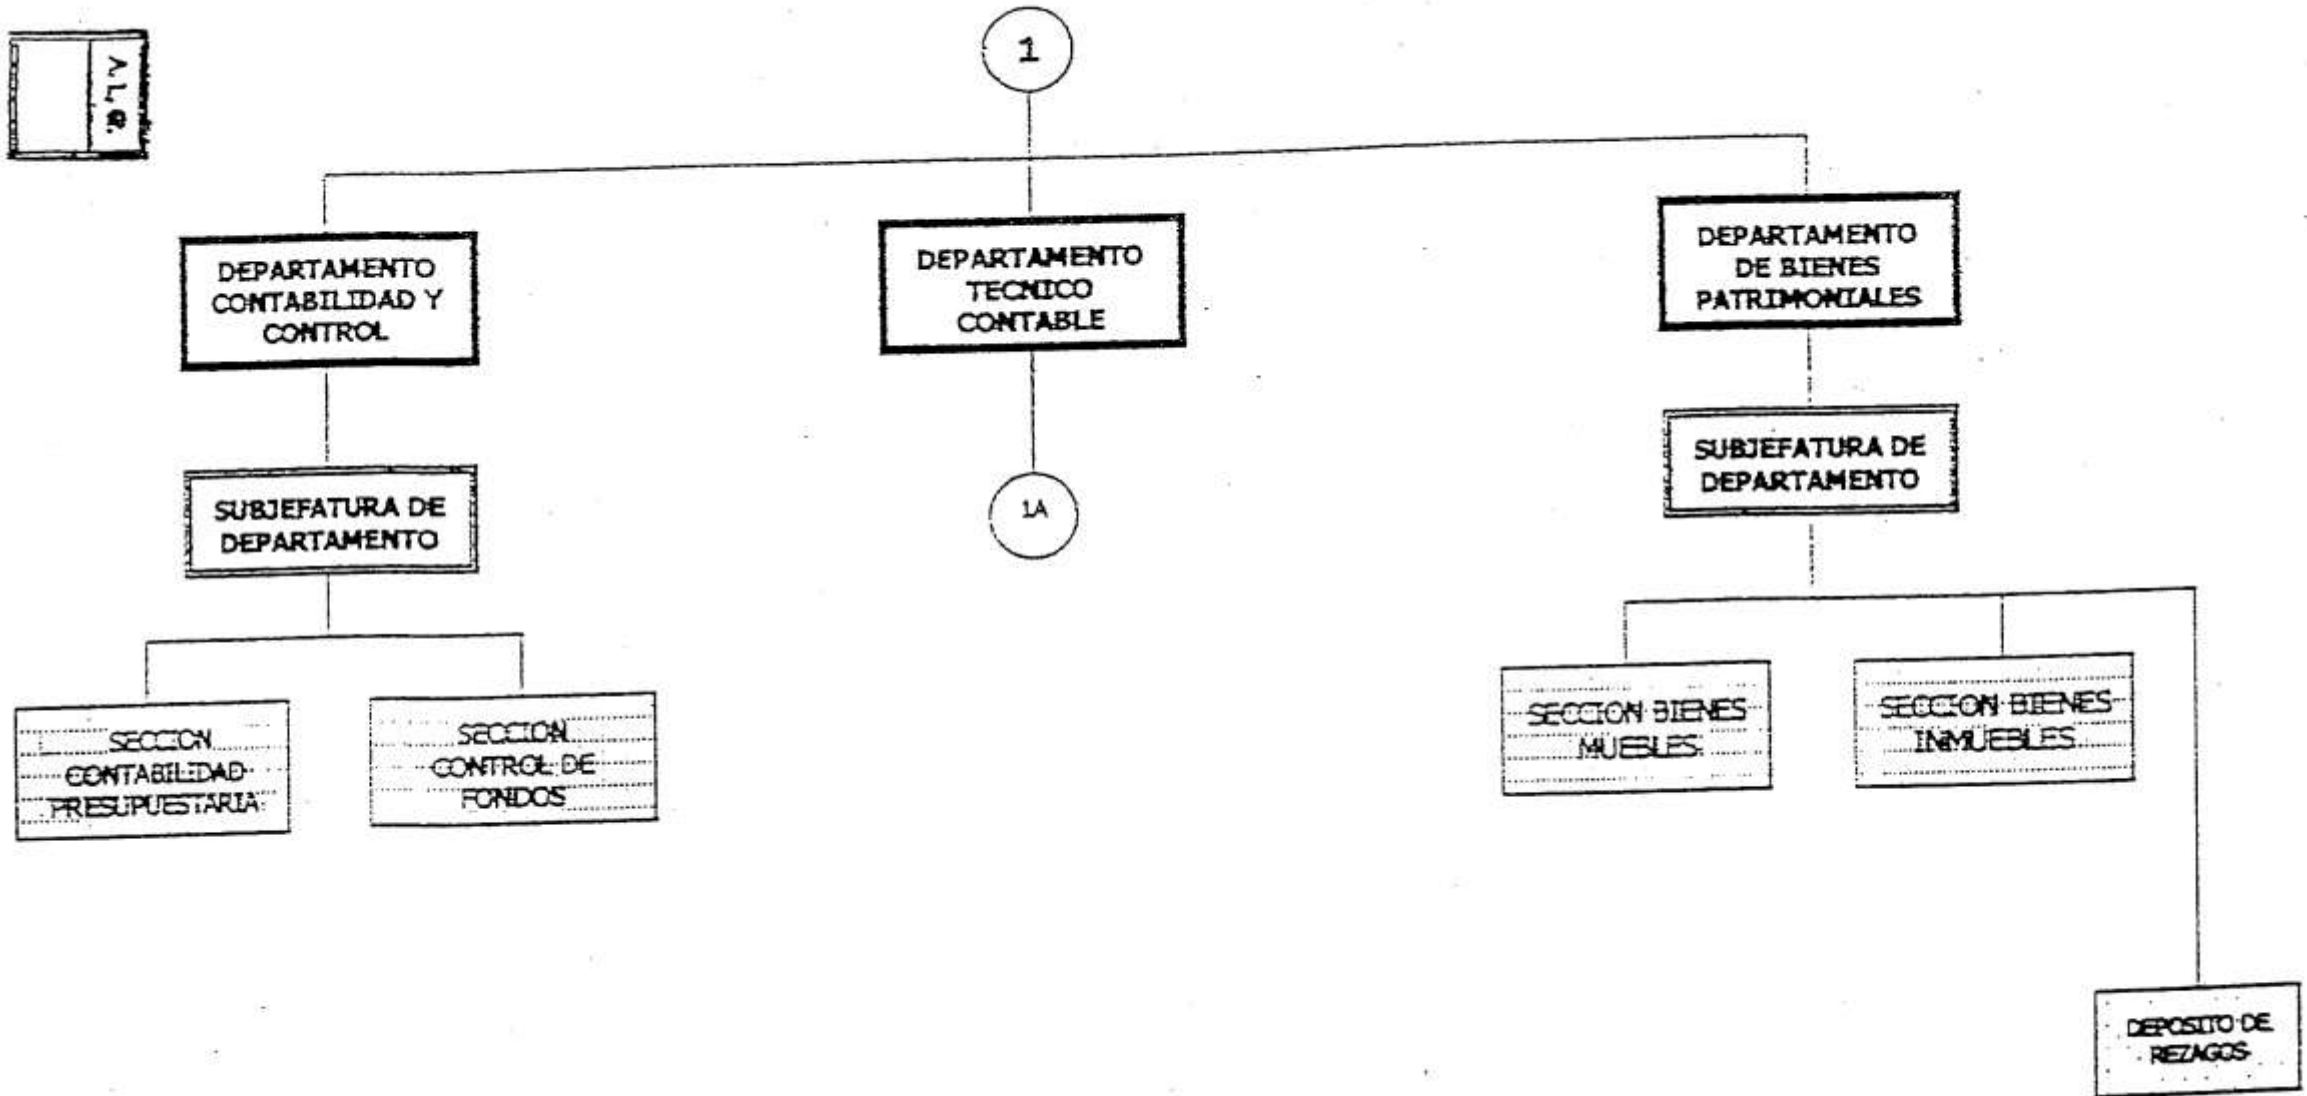 1
DEPARTAMENTO
CONTABILIDAD Y
CONTROL
DEPARTAMENTO
TECNICO
CONTABLE
DEPARTAMENTO
DE BIENES
PATRIMONIALES
SUBJEFATURA DE
DEPARTAMENTO
1A
SUBJEFATURA DE
DEPARTAMENTO
SECCION
CONTABILIDAD
PRESUPUESTARIA
SECCION
CONTROL DE
FONDOS
SECCION BIENES
MUEBLES
SECCION BIENES
INMUEBLES
DEPOSITO DE
REZAGOS